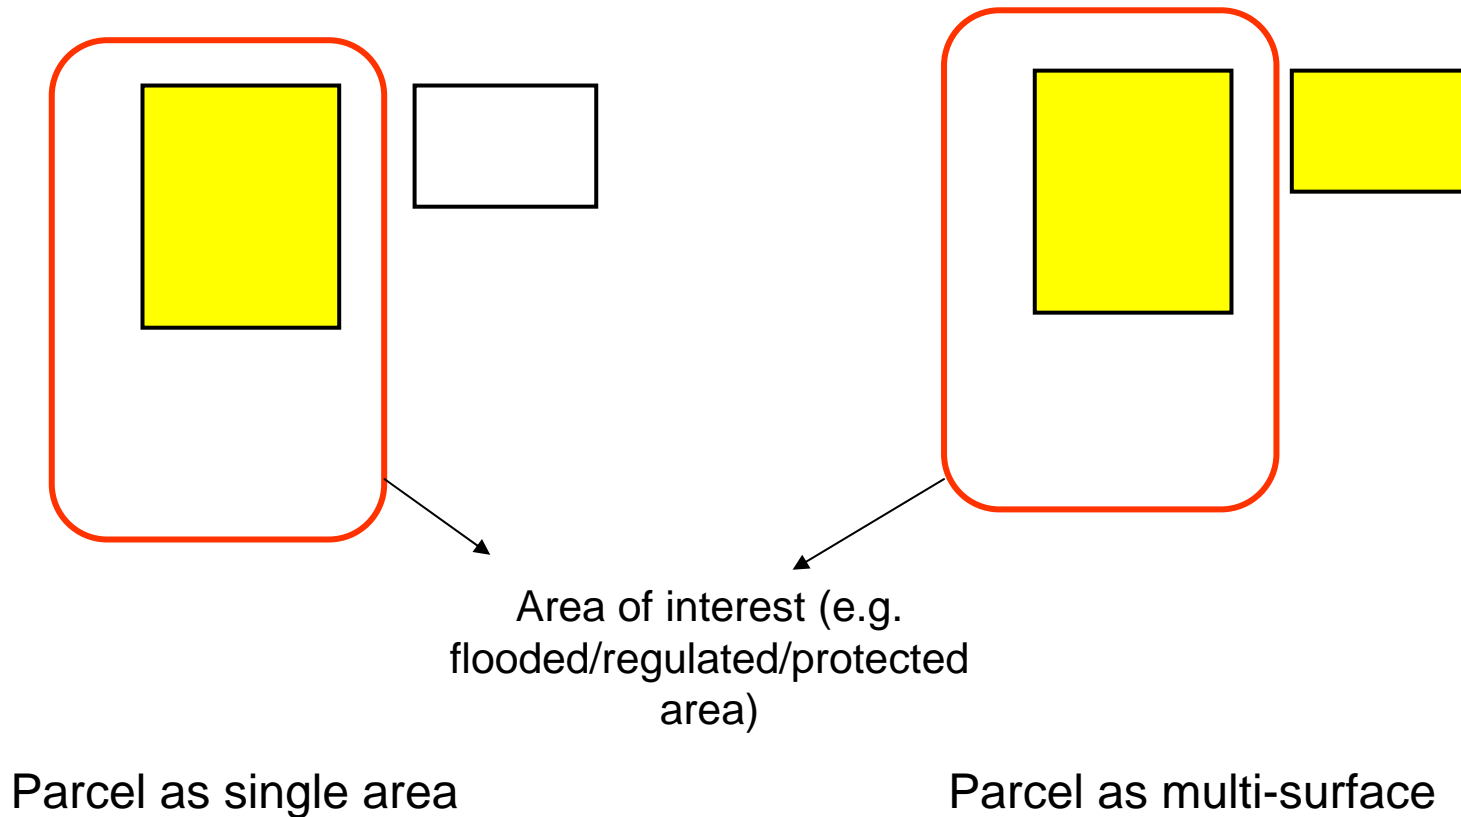 Area of interest (e.g.
flooded/regulated/protected
area)
Parcel as single area
Parcel as multi-surface